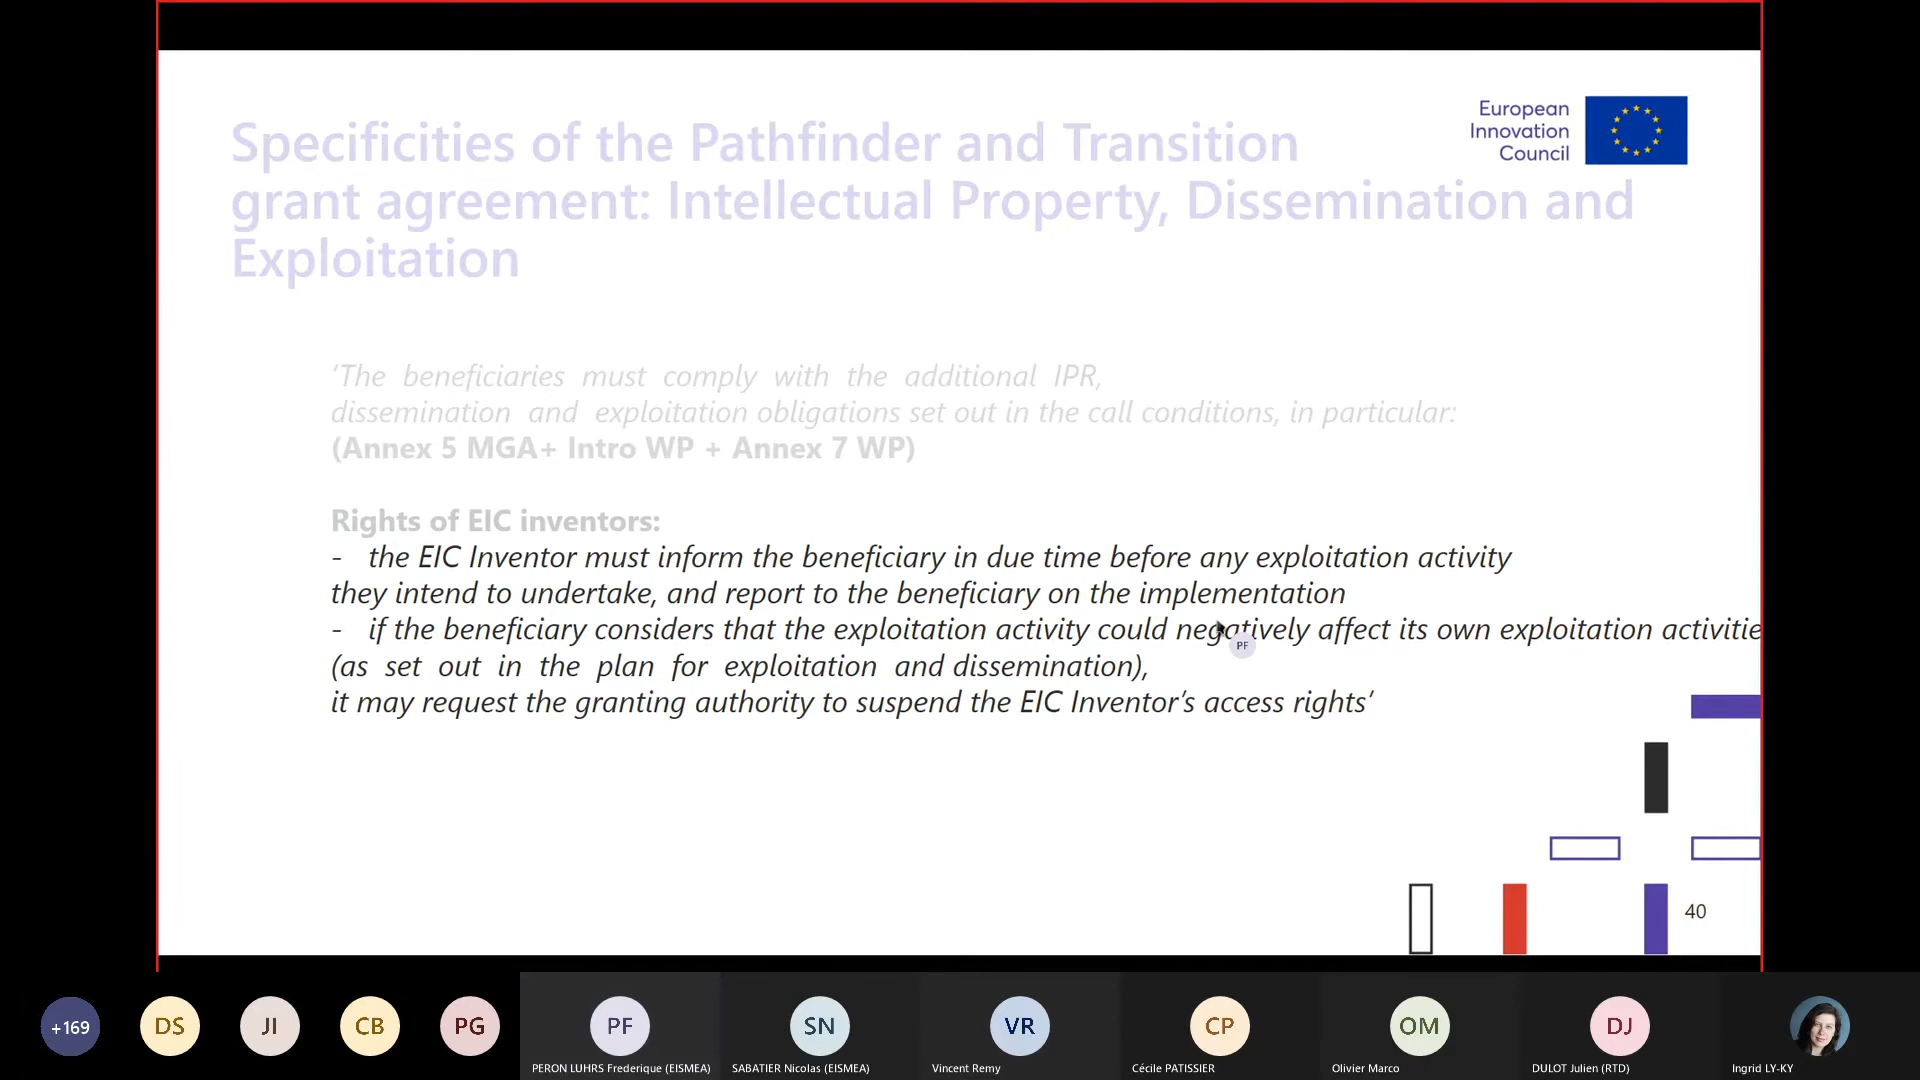 European
Innovation
Council
Specificities of the Pathfinder and Transition
grant agreement: Intellectual Property, Dissemination and
Exploitation
‘The beneficiaries must comply with the additional IPR,
dissemination and exploitation obligations set out in the call conditions, in particular:
(Annex 5 MGA+ Intro WP + Annex 7 WP)
Rights of EIC inventors:
- the EIC Inventor must inform the beneficiary in due time before any exploitation activity
they intend to undertake, and report to the beneficiary on the implementation
- if the beneficiary considers that the exploitation activity could negatively affect its own exploitation activitie
(as set out in the plan for exploitation and dissemination),
it may request the granting authority to suspend the EIC Inventor’s access rights’
PF
40
+169
DS
JI
CB
PG
PF
SN
VR
CP
OM
DJ
PERON LUHRS Frederique (EISMEA)
SABATIER Nicolas (EISMEA)
Vincent Remy
Cécile PATISSIER
Olivier Marco
DULOT Julien (RTD)
Ingrid LY-KY